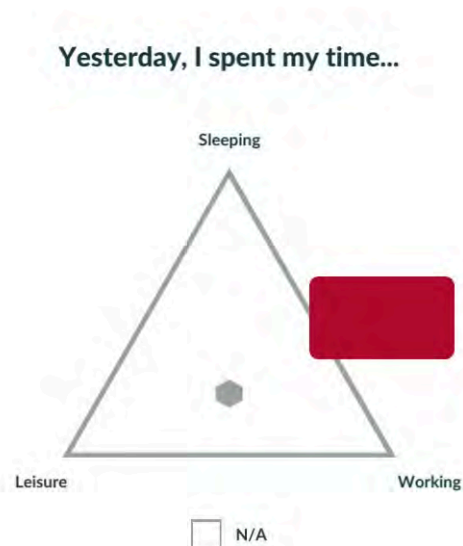 Yesterday, I spent my time...
Sleeping
Leisure
Working
N/A